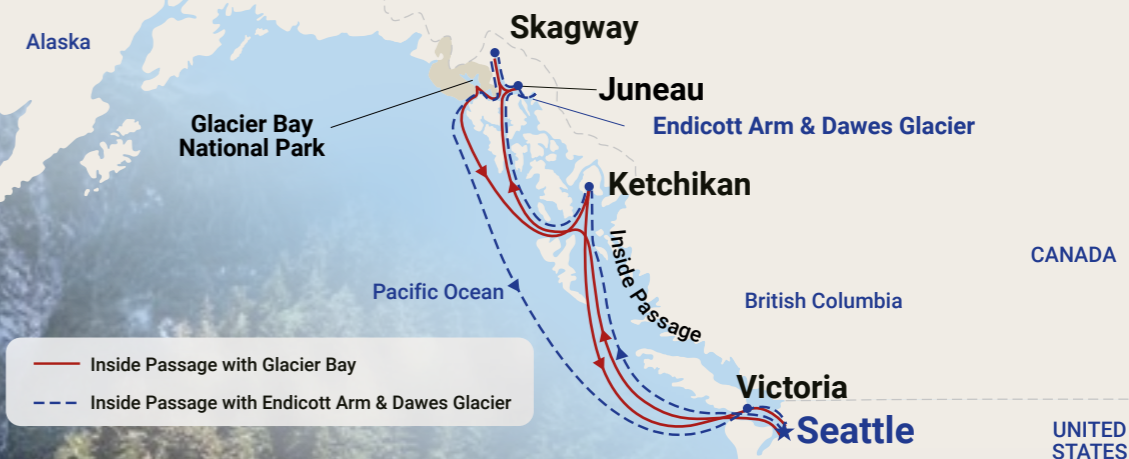 Skagway
Alaska
Juneau
Glacier Bay
National Park
Endicott Arm & Dawes Glacier
Ketchikan
Inside Passage
CANADA
Pacific Ocean
British Columbia
Inside Passage with Glacier Bay
Victoria
Inside Passage with Endicott Arm & Dawes Glacier
Seattle
UNITED
STATES